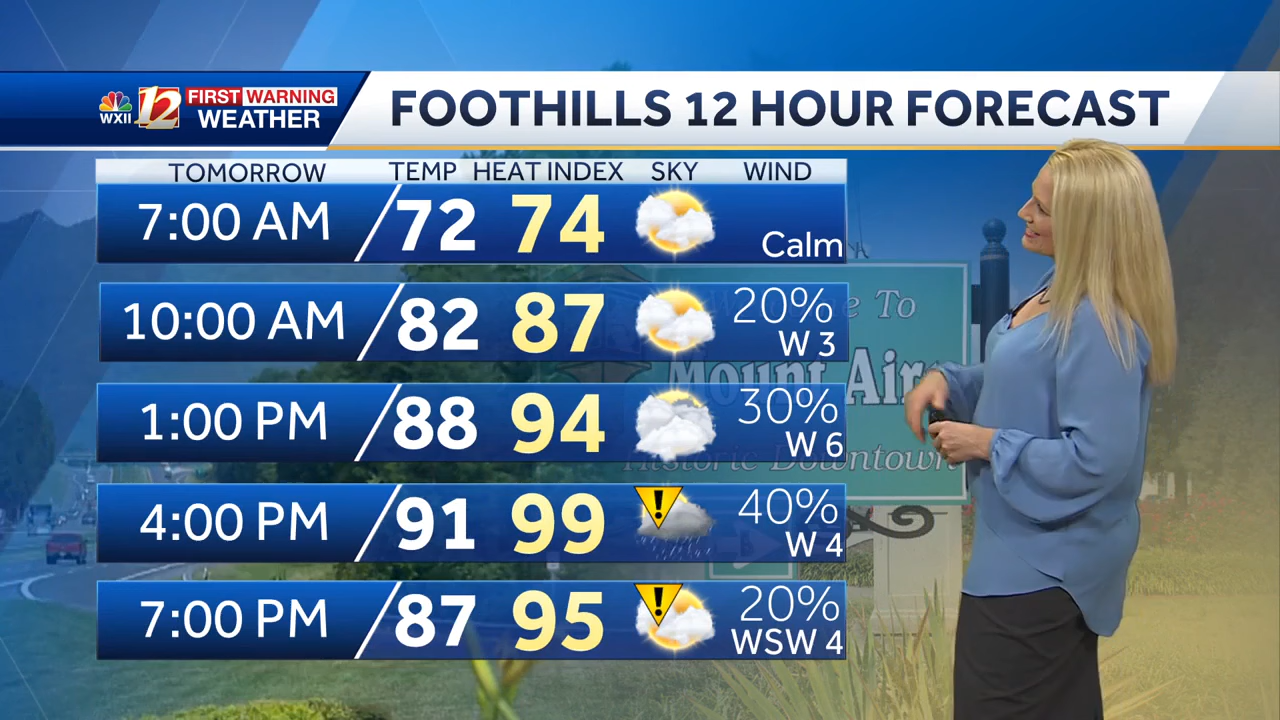 WXII 12 FIRST WARNING
WEATHER
FOOTHILLS 12 HOUR FORECAST
TOMORROW TEMP HEAT INDEX SKY WIND
7:00 AM 72 74 Calm
10:00 AM 82 87 20% W 3
1:00 PM 88 94 30% W 6
4:00 PM 91 99 ! 40% W 4
7:00 PM 87 95 ! 20% WSW 4
To
Mount Air
Historic Downtown